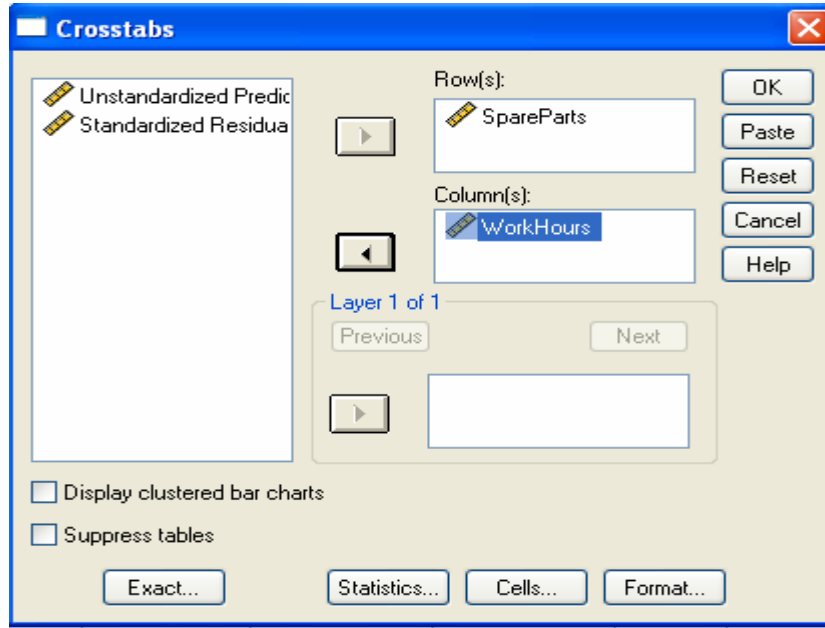 Crosstabs
Unstandardized Predic
Standardized Residua
Row(s):
SpareParts
Column(s):
WorkHours
Layer 1 of 1
Previous
Next
OK
Paste
Reset
Cancel
Help
Display clustered bar charts
Suppress tables
Exact...
Statistics...
Cells...
Format...